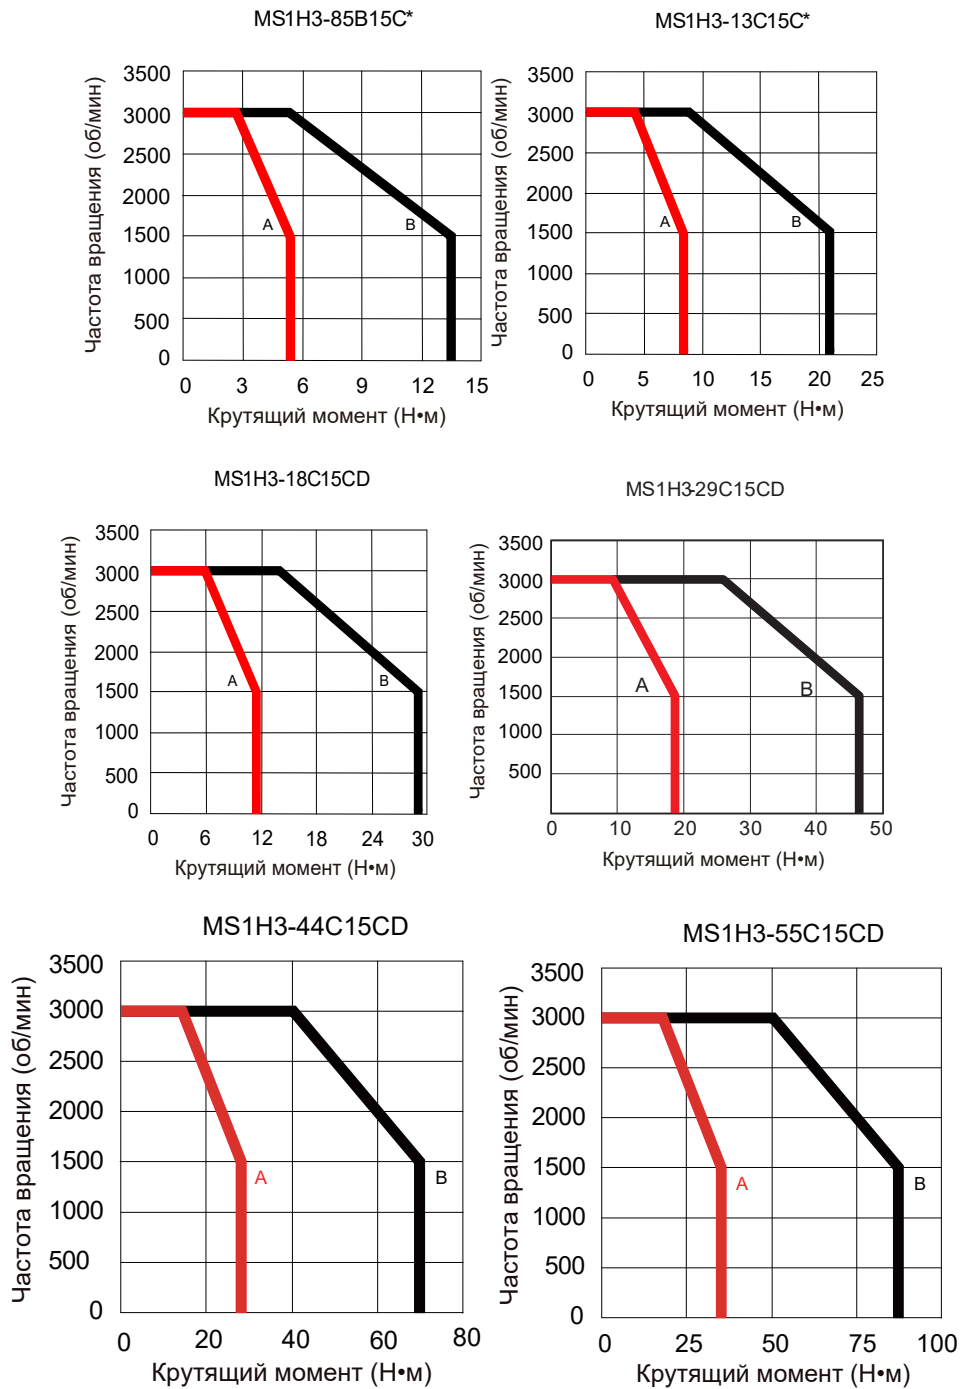 MS1H3-85B15C*
3500
3000
2500
2000
1500
1000
500
0
A
B
0 3 6 9 12 15
Частота вращения (об/мин)
Крутящий момент (Н•м)
MS1H3-13C15C*
3500
3000
2500
2000
1500
1000
500
0
A
B
0 5 10 15 20 25
Частота вращения (об/мин)
Крутящий момент (Н•м)
MS1H3-18C15CD
3500
3000
2500
2000
1500
1000
500
0
A
B
0 6 12 18 24 30
Частота вращения (об/мин)
Крутящий момент (Н•м)
MS1H3-29C15CD
3500
3000
2500
2000
1500
1000
500
A
B
0 10 20 30 40 50
Частота вращения (об/мин)
Крутящий момент (Н•м)
MS1H3-44C15CD
3500
3000
2500
2000
1500
1000
500
0
A
B
0 20 40 60 80
Частота вращения (об/мин)
Крутящий момент (Н•м)
MS1H3-55C15CD
3500
3000
2500
2000
1500
1000
500
0
A
B
0 25 50 75 100
Частота вращения (об/мин)
Крутящий момент (Н•м)